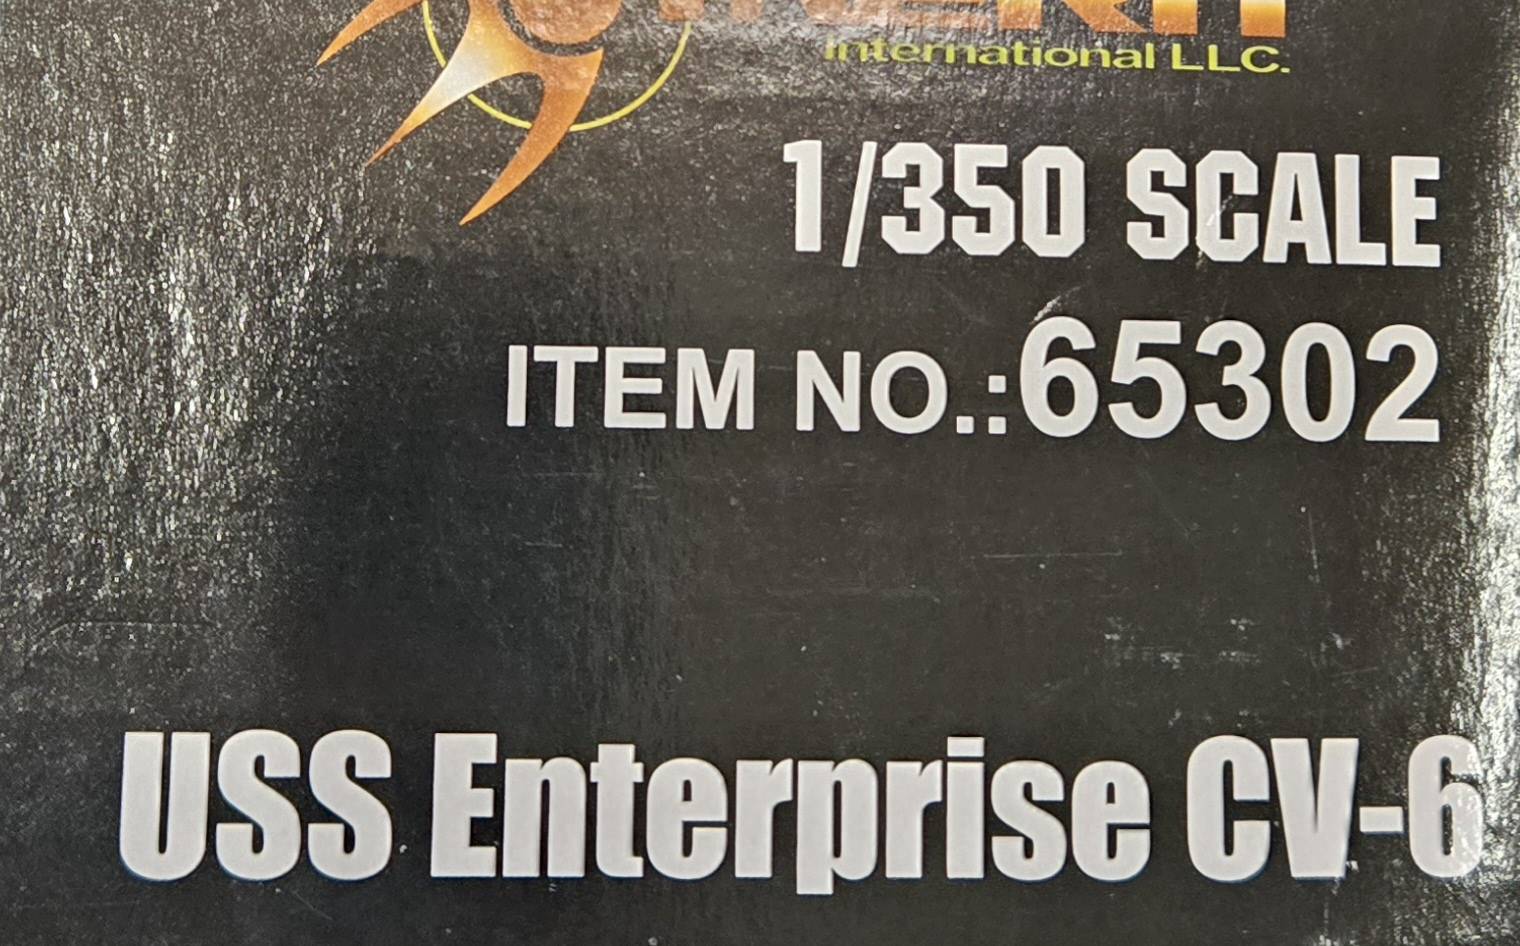 international LLC.
1/350 SCALE
ITEM NO.:65302
USS Enterprise CV-6